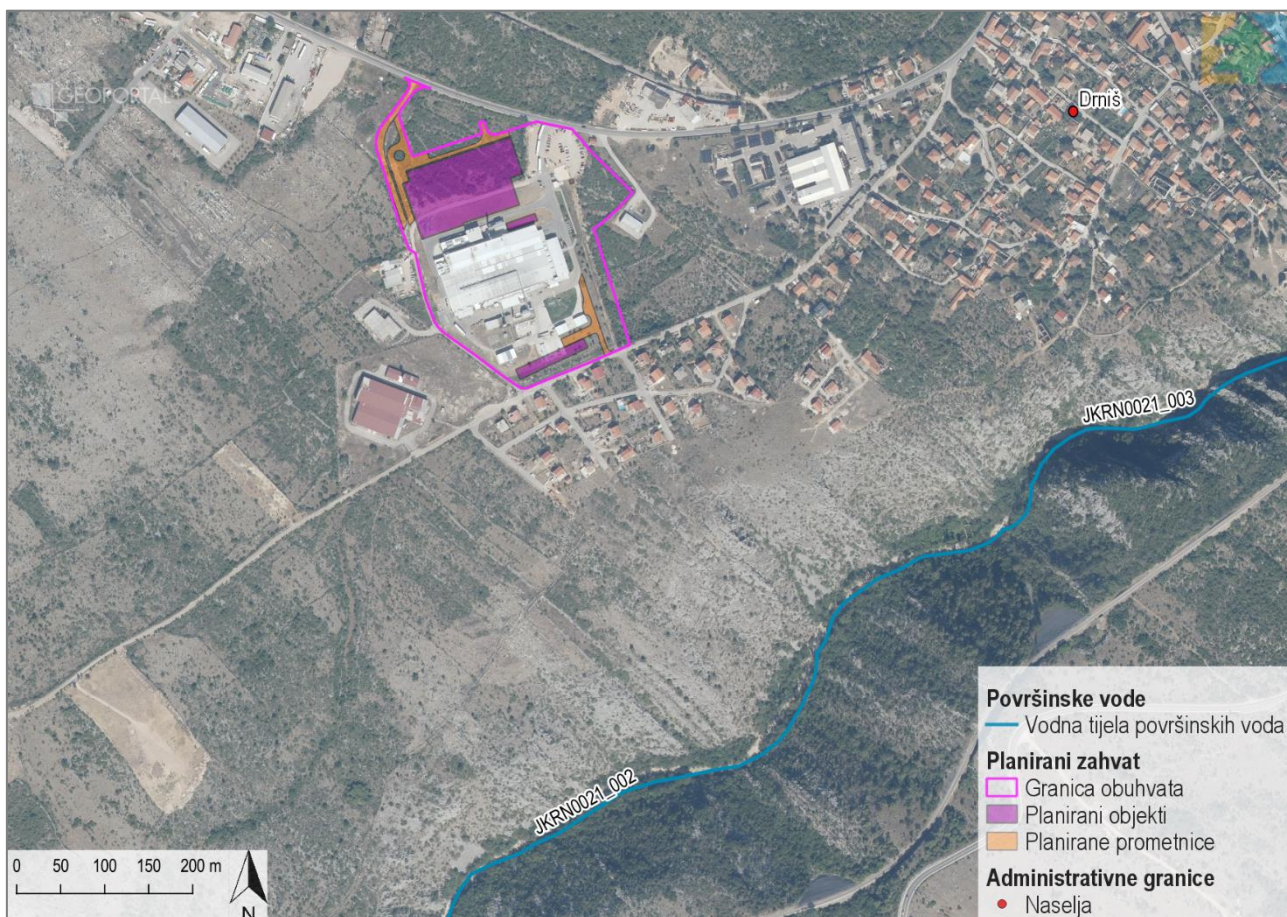 GEOPORTAL
Drniš
JKRN0021_003
JKRN0021_002
Površinske vode
Vodna tijela površinskih voda
Planirani zahvat
Granica obuhvata
Planirani objekti
Planirane prometnice
Administrativne granice
Naselja
0 50 100 150 200 m
N